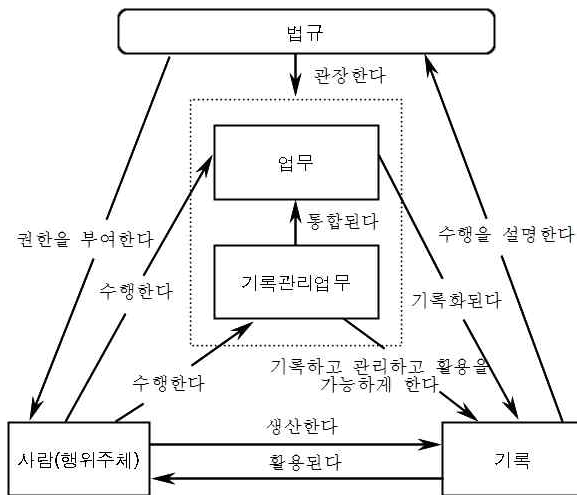 법규
관장한다
업무
권한을 부여한다
통합된다
수행을 설명한다
수행한다
기록관리업무
기록화된다
기록하고 관리하고 활용을
가능하게 한다
수행한다
생산한다
사람(행위주체)
기록
활용된다